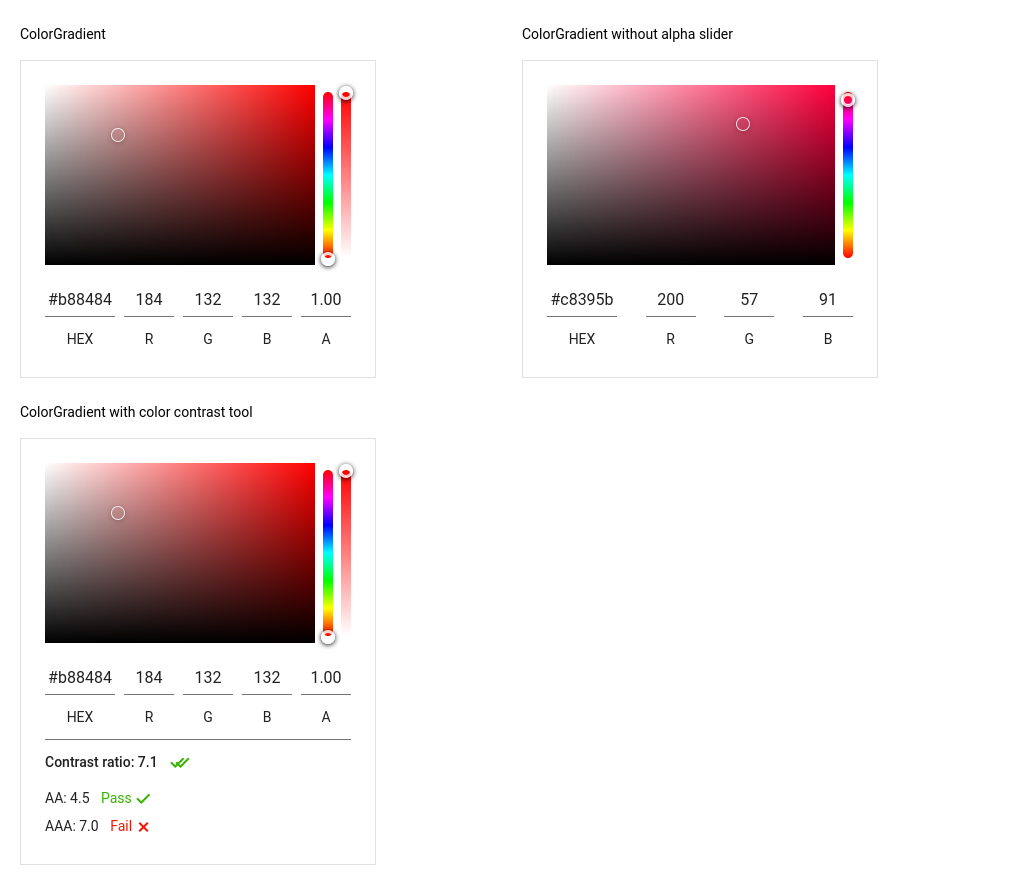 ColorGradient
#b88484 184 132 132 1.00
HEX R G B A
ColorGradient without alpha slider
#c8395b 200 57 91
HEX R G B
ColorGradient with color contrast tool
#b88484 184 132 132 1.00
HEX R G B A
Contrast ratio: 7.1
AA: 4.5 Pass
AAA: 7.0 Fail